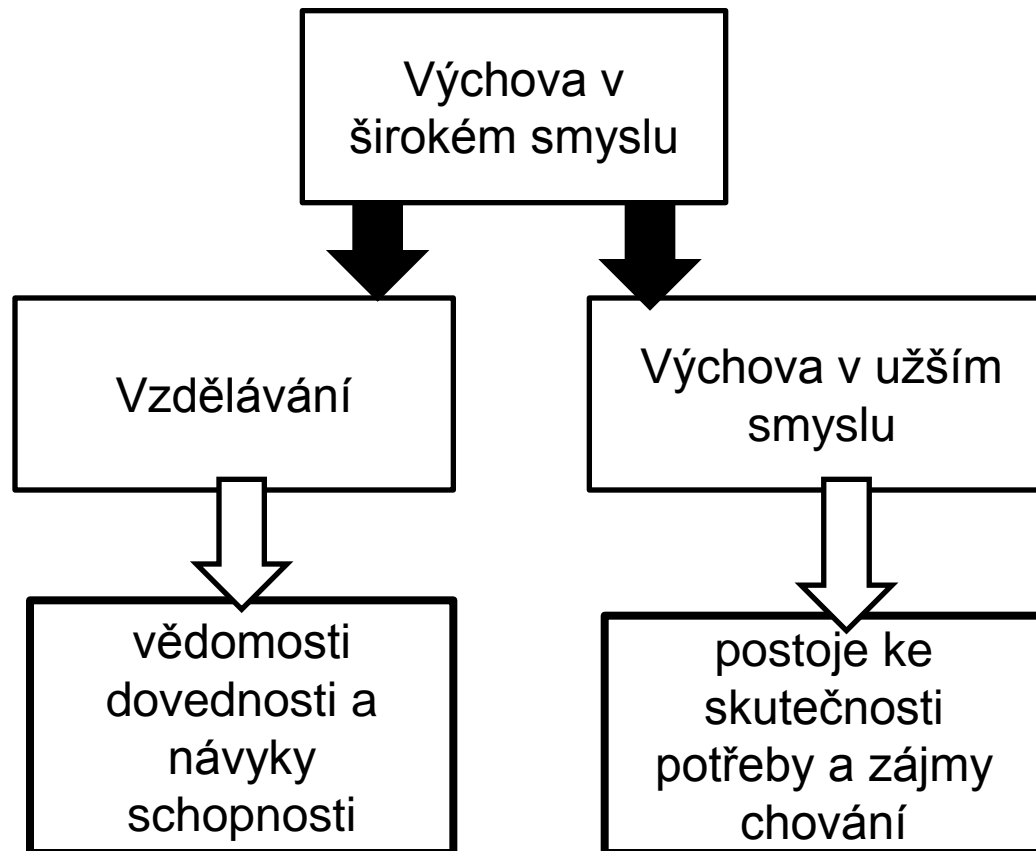 Výchova v
širokém smyslu
Vzdělávání
Výchova v užším
smyslu
vědomosti
dovednosti a
návyky
schopnosti
postoje ke
skutečnosti
potřeby a zájmy
chování